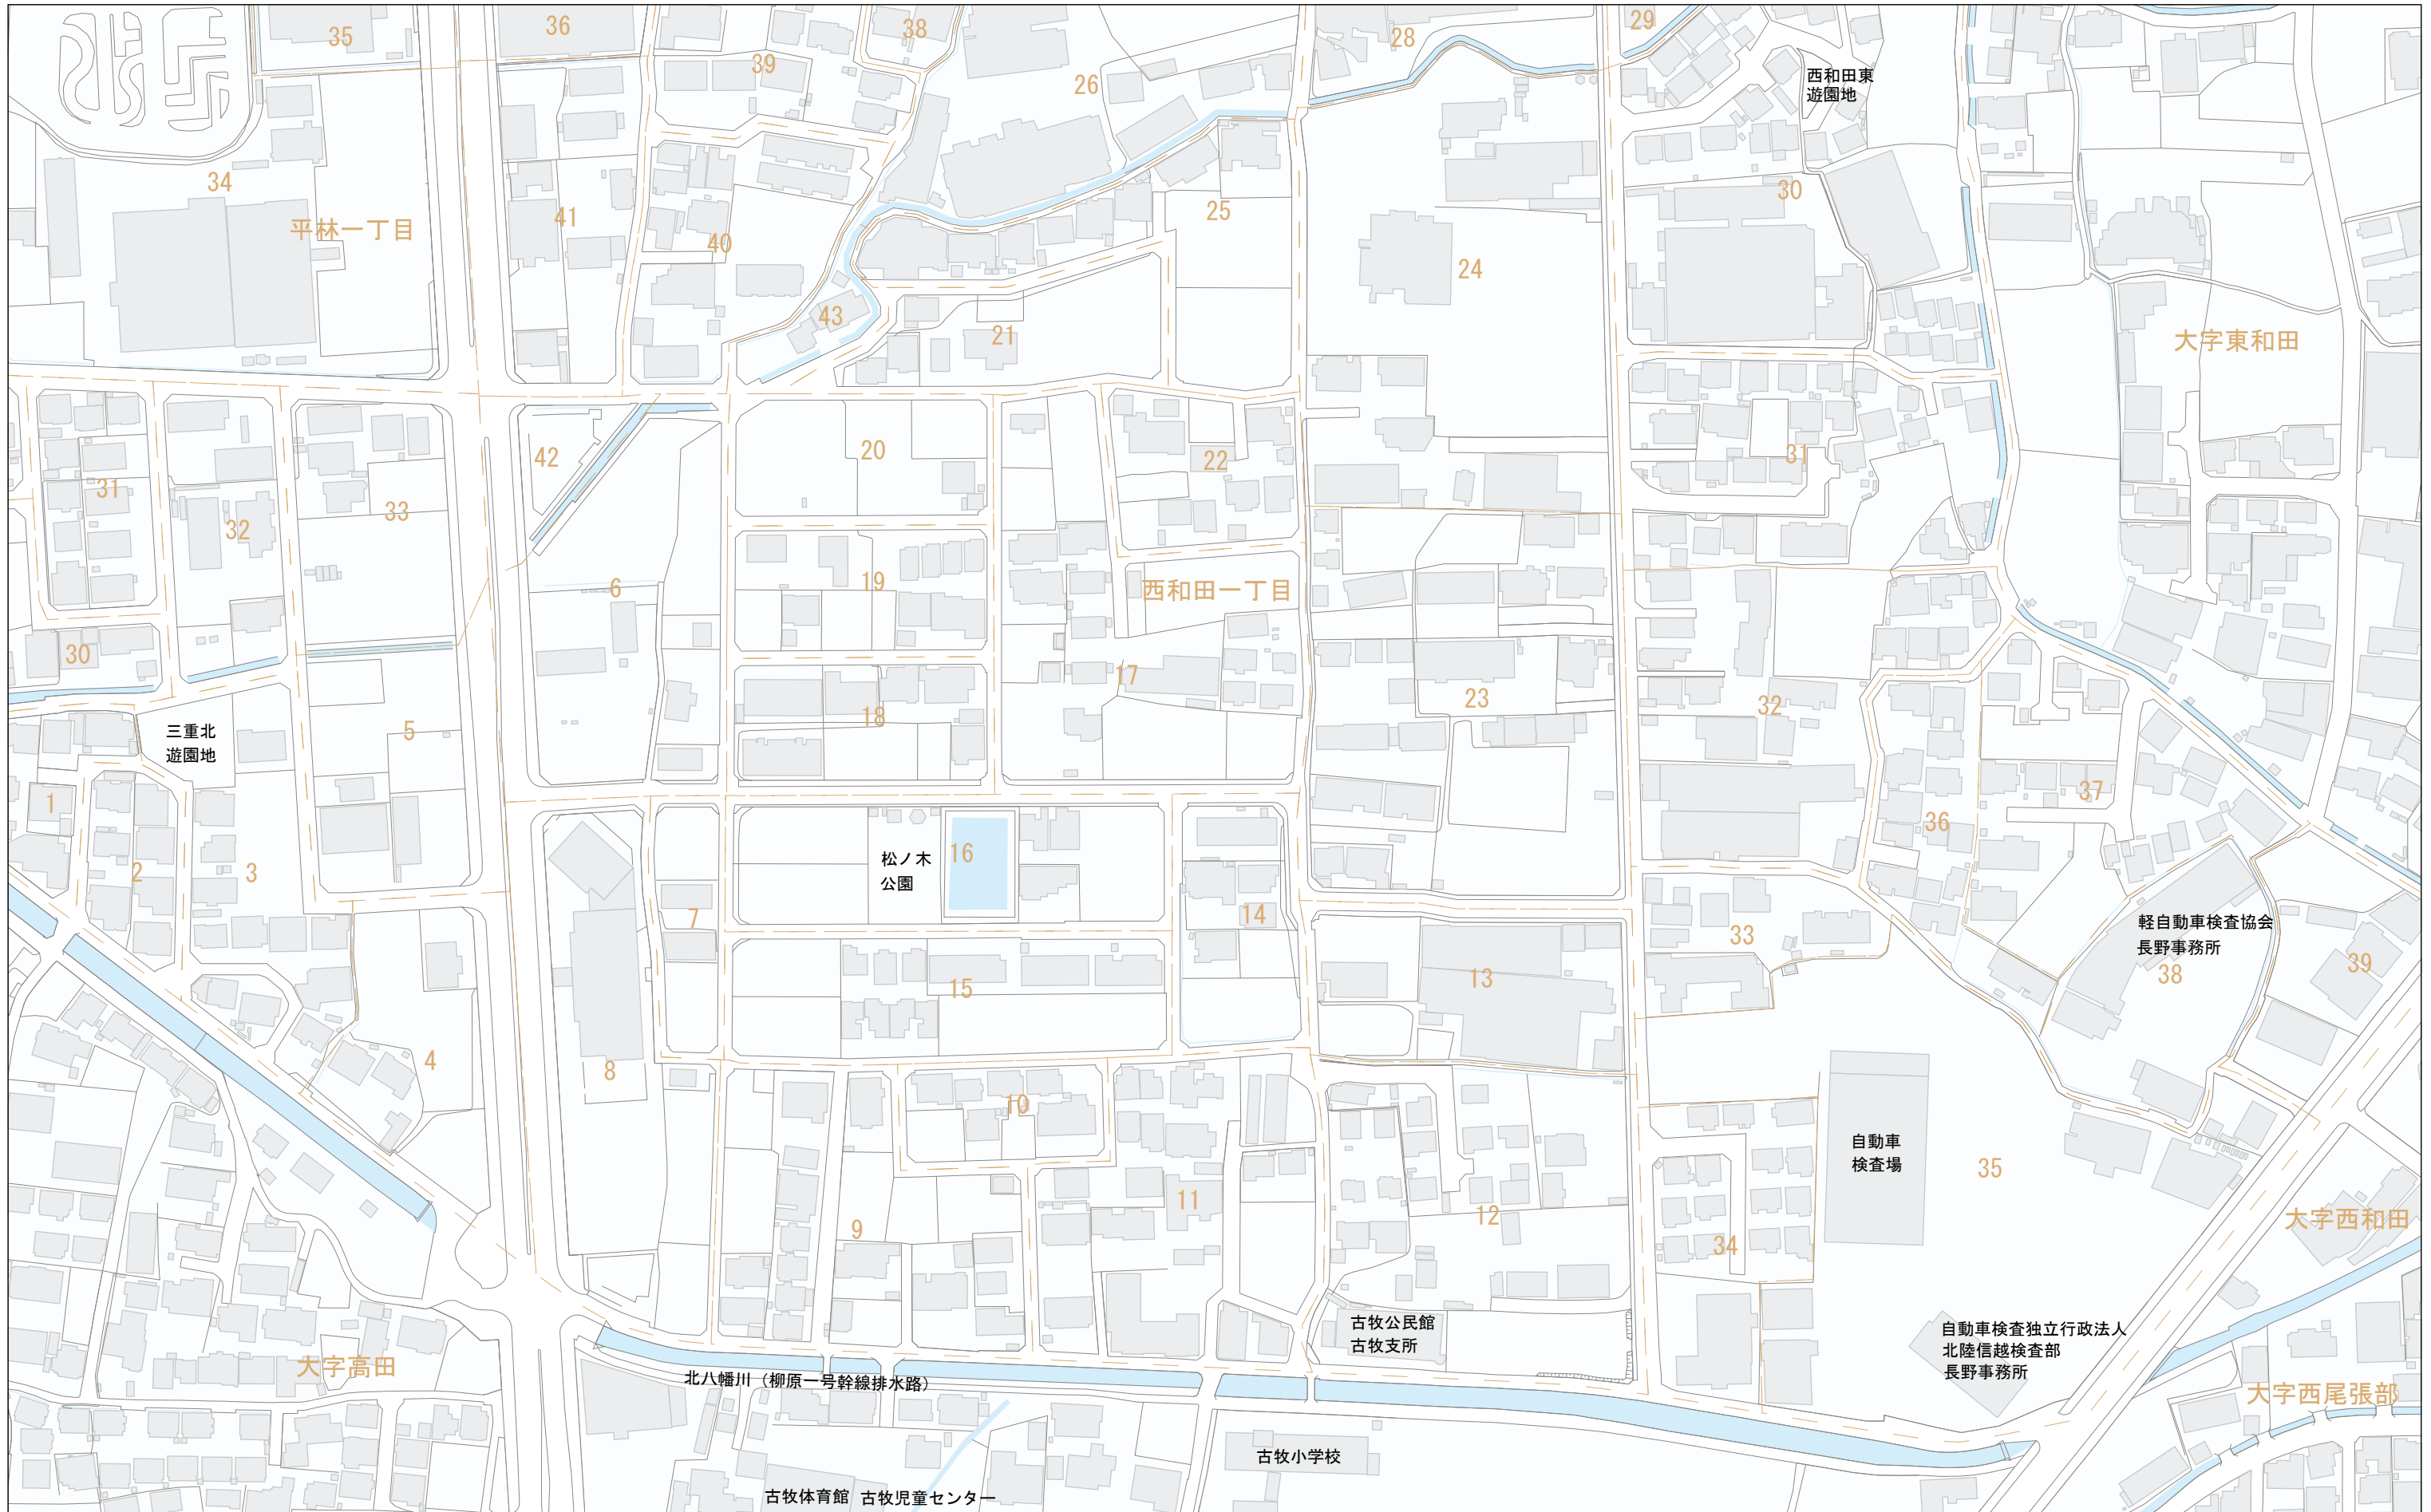 35
36
38
39
26
28
29
西和田東
遊園地
34
平林一丁目
41
40
43
25
21
24
30
大字東和田
31
32
33
42
20
22
31
6
19
西和田一丁目
30
三重北
遊園地
5
18
17
23
32
1
2
3
7
松ノ木
公園
16
14
36
37
4
8
15
13
33
軽自動車検査協会
長野事務所
38
39
10
9
11
12
34
自動車
検査場
35
大字西和田
大字高田
古牧公民館
古牧支所
自動車検査独立行政法人
北陸信越検査部
長野事務所
大字西尾張部
北八幡川（柳原一号幹線排水路）
古牧小学校
古牧体育館
古牧児童センター